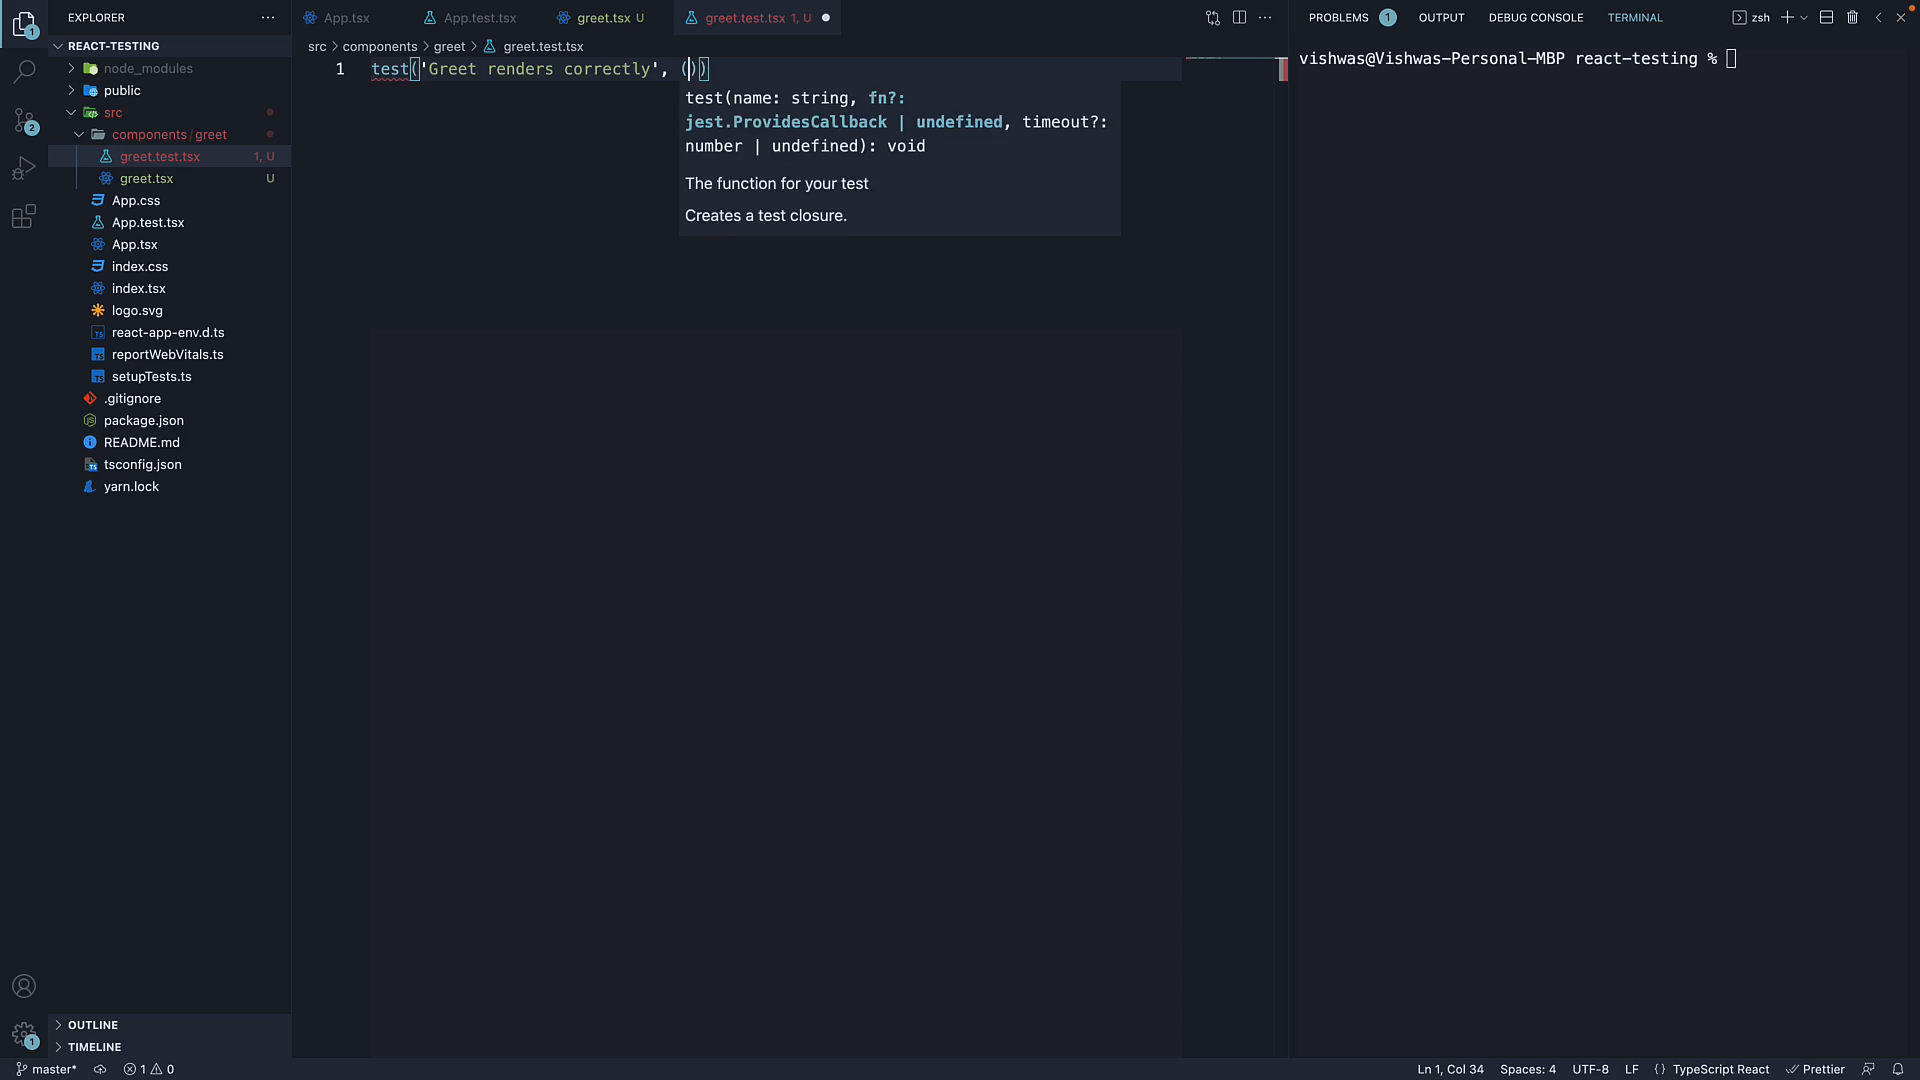 EXPLORER
REACT-TESTING
node_modules
public
src
components / greet
greet.test.tsx 1, U
greet.tsx U
App.css
App.test.tsx
App.tsx
index.css
index.tsx
logo.svg
react-app-env.d.ts
reportWebVitals.ts
setupTests.ts
.gitignore
package.json
README.md
tsconfig.json
yarn.lock
OUTLINE
TIMELINE
1
2
1
App.tsx
App.test.tsx
greet.tsx U
greet.test.tsx 1, U
src > components > greet > greet.test.tsx
1 test('Greet renders correctly', ())
test(name: string, fn?:
jest.ProvidesCallback | undefined, timeout?:
number | undefined): void
The function for your test
Creates a test closure.
PROBLEMS 1 OUTPUT DEBUG CONSOLE TERMINAL zsh
vishwas@Vishwas-Personal-MBP react-testing %
master* 1 0 Ln 1, Col 34 Spaces: 4 UTF-8 LF {} TypeScript React Prettier